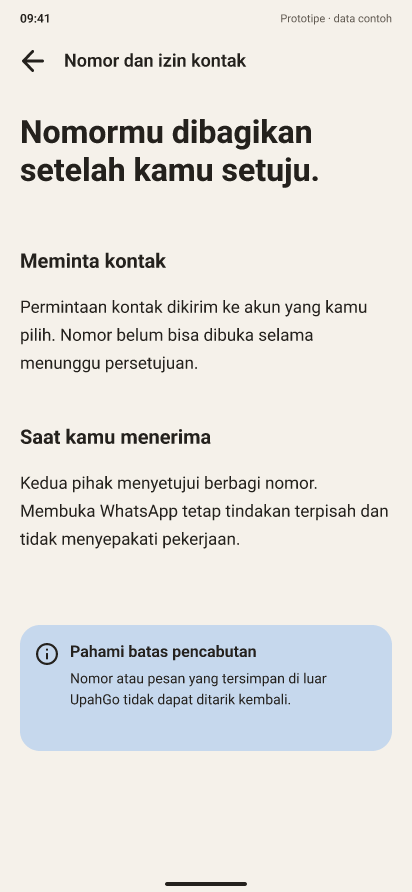 09:41
Prototipe · data contoh
Nomor dan izin kontak
Nomormu dibagikan
setelah kamu setuju.
Meminta kontak
Permintaan kontak dikirim ke akun yang kamu
pilih. Nomor belum bisa dibuka selama
menunggu persetujuan.
Saat kamu menerima
Kedua pihak menyetujui berbagi nomor.
Membuka WhatsApp tetap tindakan terpisah dan
tidak menyepakati pekerjaan.
Pahami batas pencabutan
Nomor atau pesan yang tersimpan di luar
UpahGo tidak dapat ditarik kembali.